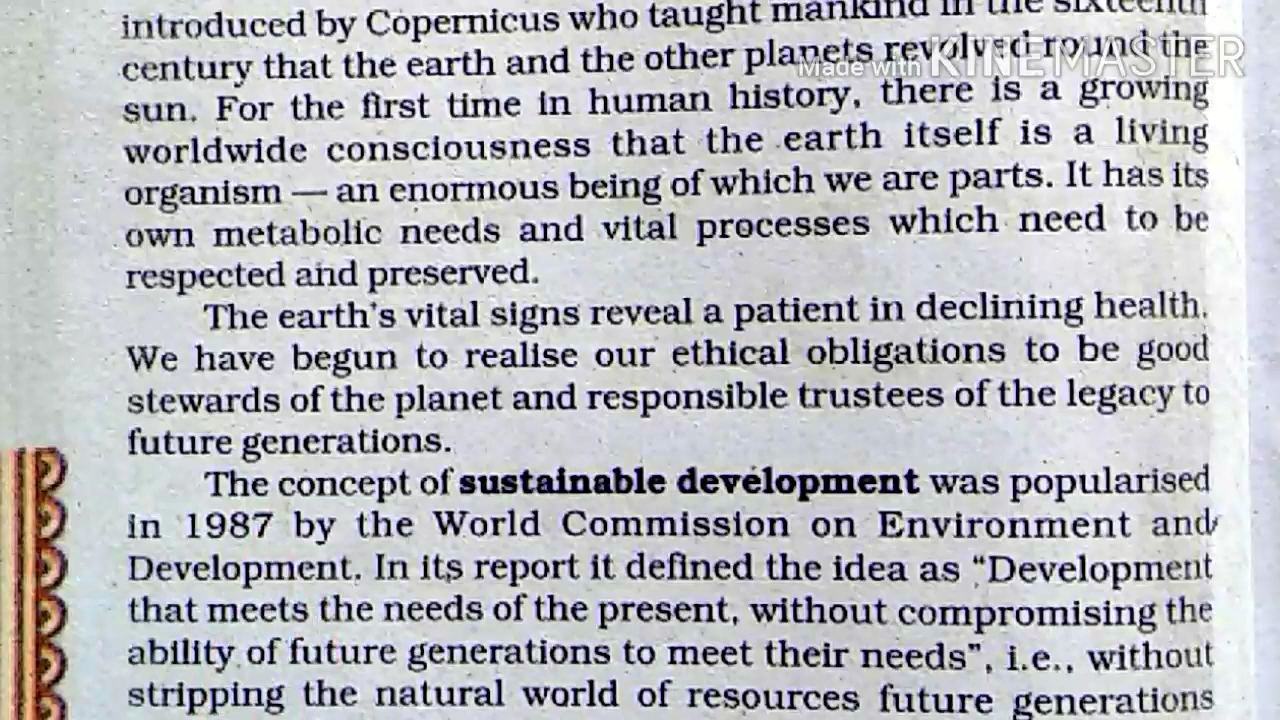 introduced by Copernicus who taught mankind in the sixteenth
century that the earth and the other planets revolved round the
Made with KINEMASTER
sun. For the first time in human history, there is a growing
worldwide consciousness that the earth itself is a living
organism — an enormous being of which we are parts. It has its
own metabolic needs and vital processes which need to be
respected and preserved.
The earth's vital signs reveal a patient in declining health.
We have begun to realise our ethical obligations to be good
stewards of the planet and responsible trustees of the legacy to
future generations.
The concept of sustainable development was popularised
in 1987 by the World Commission on Environment and
Development. In its report it defined the idea as “Development
that meets the needs of the present, without compromising the
ability of future generations to meet their needs”, i.e., without
stripping the natural world of resources future generations